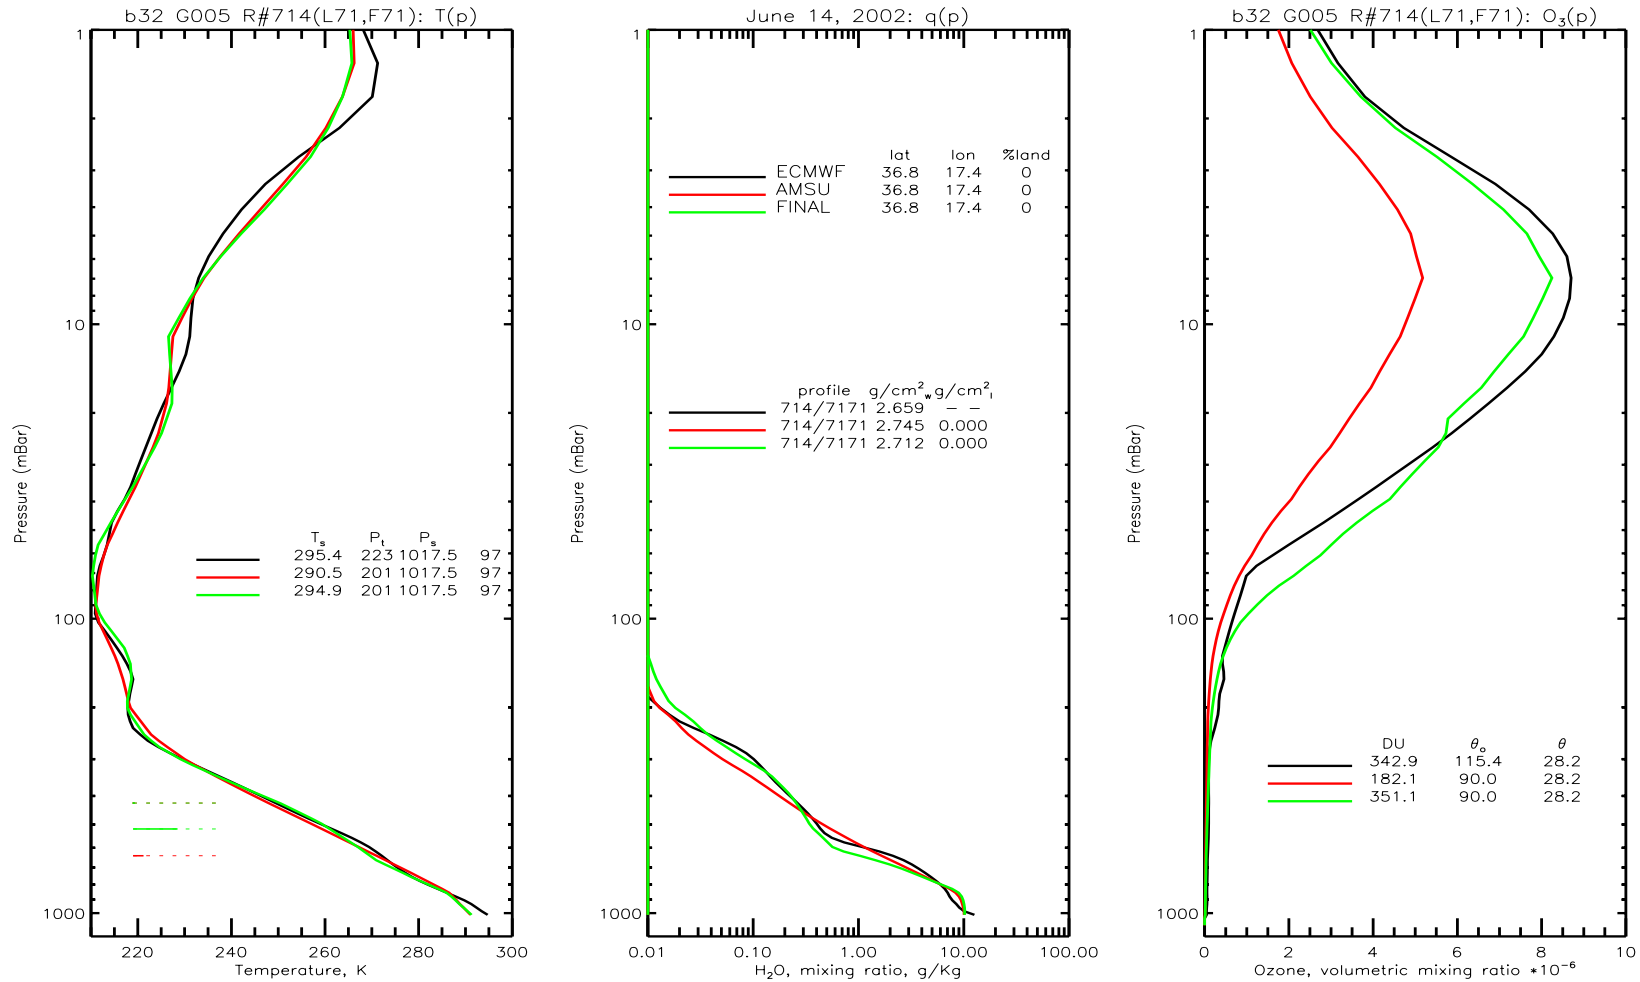 b32 G005 R#714(L71,F71): T(p)
1
10
100
1000
Pressure (mBar)
Ts Pt Ps
295.4 223 1017.5 97
290.5 201 1017.5 97
294.9 201 1017.5 97
220 240 260 280 300
Temperature, K
June 14, 2002: q(p)
1
10
100
1000
Pressure (mBar)
lat lon %land
ECMWF 36.8 17.4 0
AMSU 36.8 17.4 0
FINAL 36.8 17.4 0
profile g/cm²w g/cm²l
714/7171 2.659 – –
714/7171 2.745 0.000
714/7171 2.712 0.000
0.01 0.10 1.00 10.00 100.00
H₂O, mixing ratio, g/Kg
b32 G005 R#714(L71,F71): O₃(p)
1
10
100
1000
Pressure (mBar)
DU θo θ
342.9 115.4 28.2
182.1 90.0 28.2
351.1 90.0 28.2
0 2 4 6 8 10
Ozone, volumetric mixing ratio *10⁻⁶